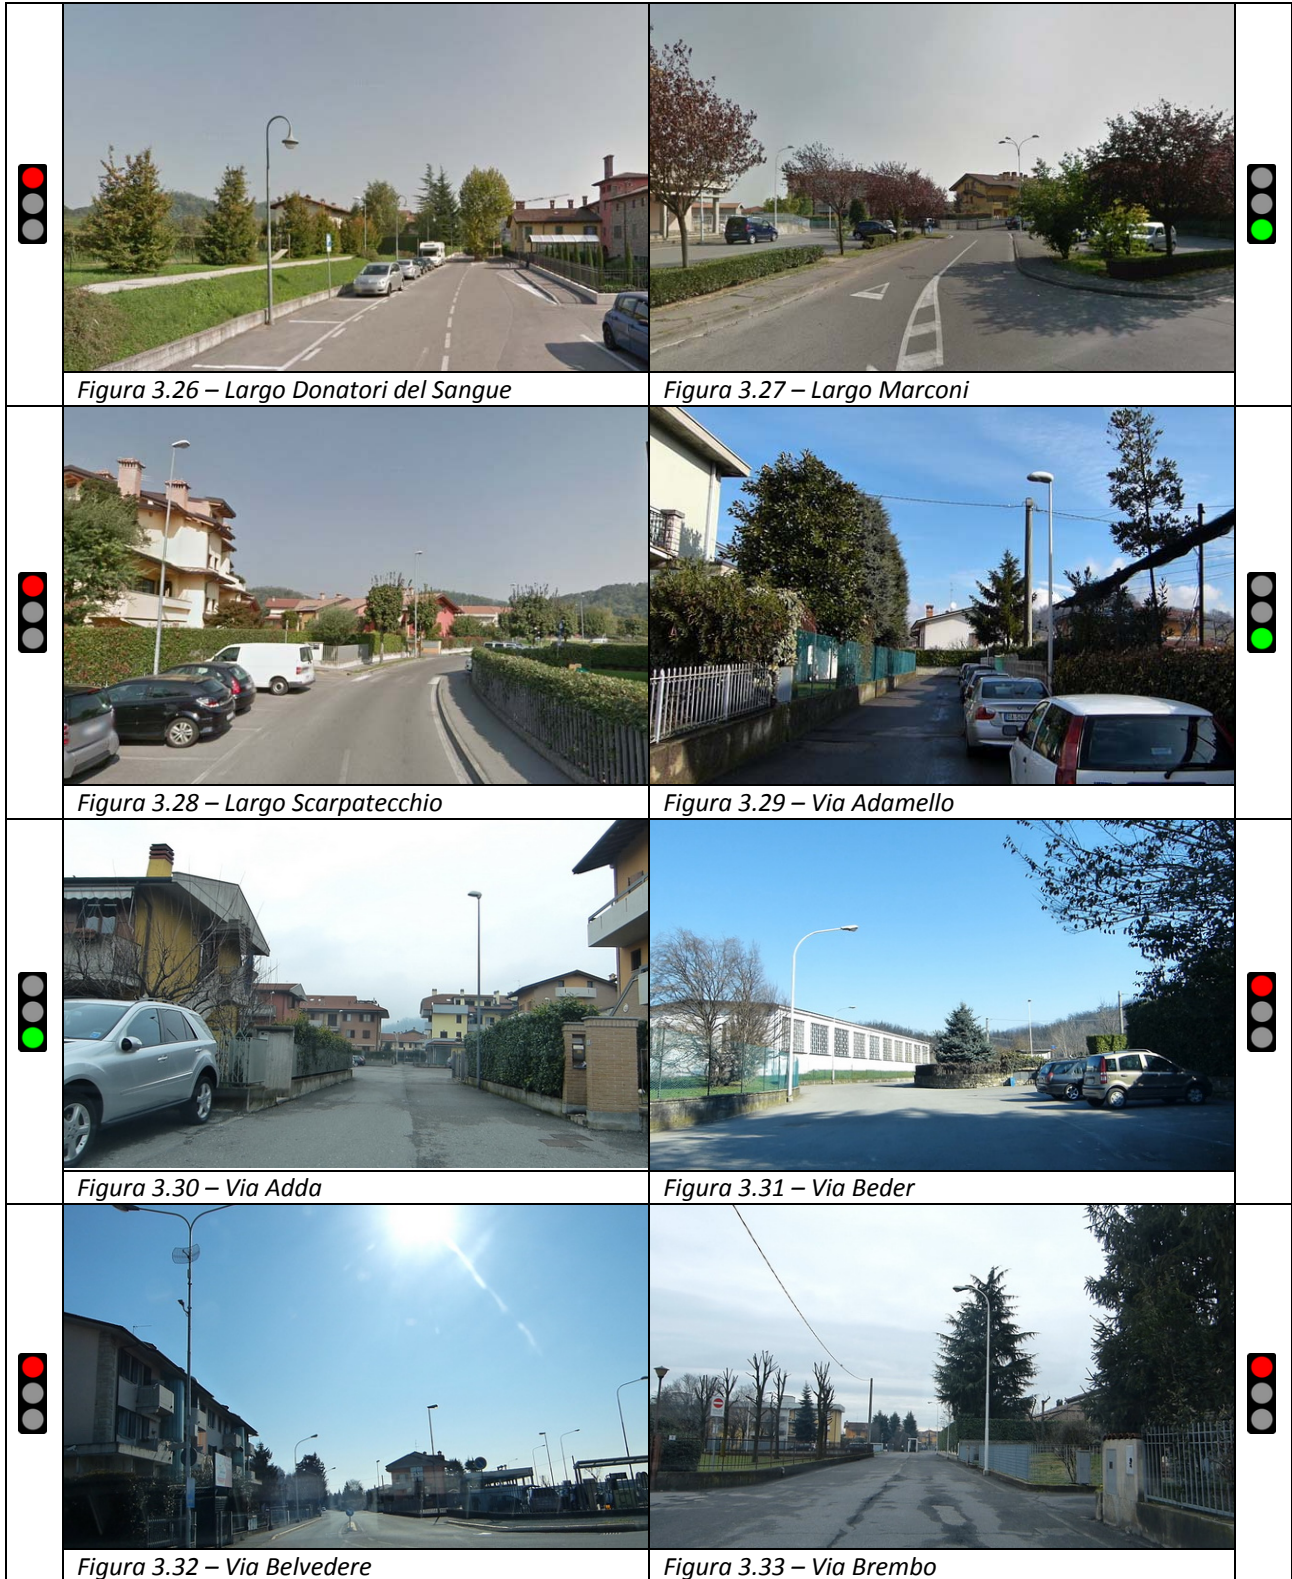 Figura 3.26 – Largo Donatori del Sangue
Figura 3.27 – Largo Marconi
Figura 3.28 – Largo Scarpatecchio
Figura 3.29 – Via Adamello
Figura 3.30 – Via Adda
Figura 3.31 – Via Beder
Figura 3.32 – Via Belvedere
Figura 3.33 – Via Brembo